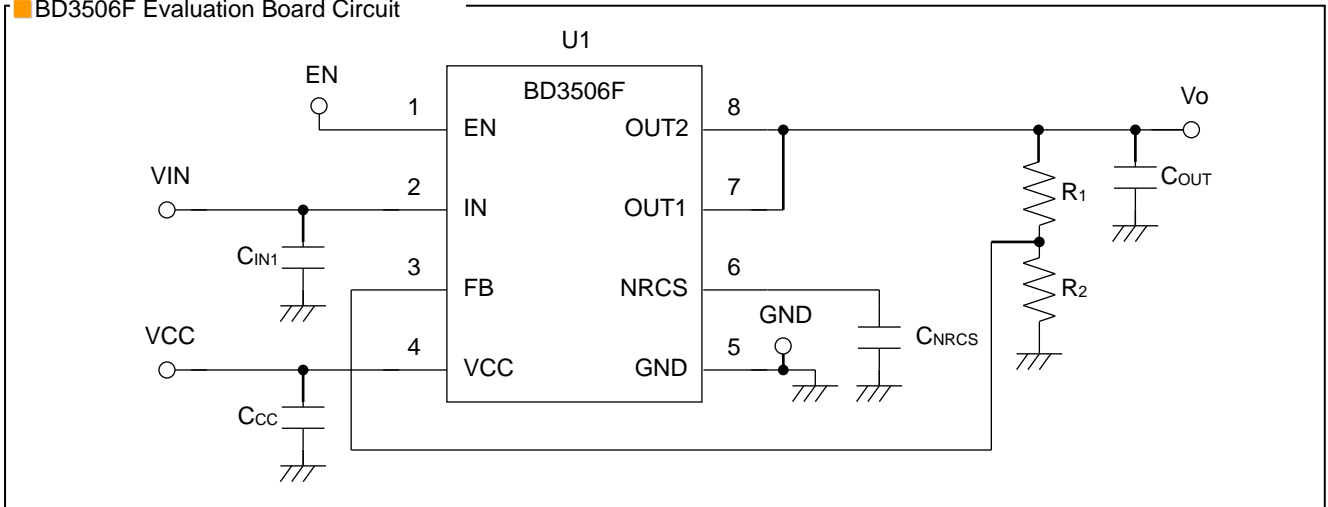 BD3506F Evaluation Board Circuit
U1
BD3506F
EN
1
EN
OUT2
8
Vo
VIN
2
IN
OUT1
7
R1
COUT
CIN1
3
FB
NRCS
6
R2
VCC
4
VCC
GND
5
GND
CNRCS
CCC